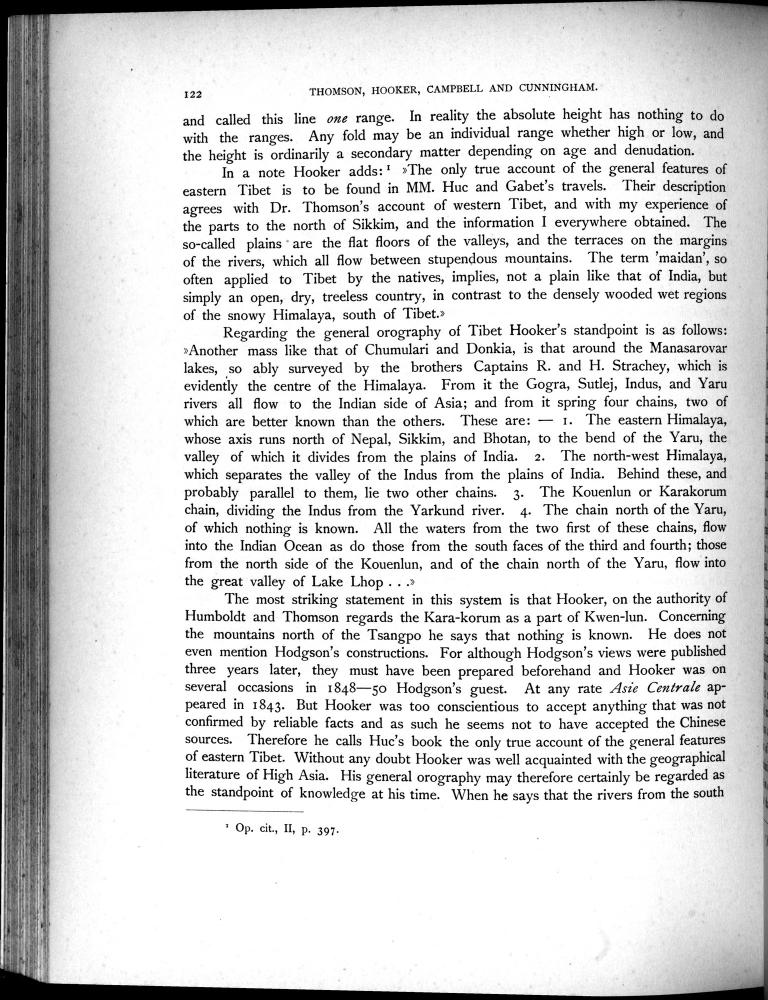 122
THOMSON, HOOKER, CAMPBELL AND CUNNINGHAM.
and called this line one range. In reality the absolute height has nothing to do
with the ranges. Any fold may be an individual range whether high or low, and
the height is ordinarily a secondary matter depending on age and denudation.
In a note Hooker adds: ¹ »The only true account of the general features of
eastern Tibet is to be found in MM. Huc and Gabet's travels. Their description
agrees with Dr. Thomson's account of western Tibet, and with my experience of
the parts to the north of Sikkim, and the information I everywhere obtained. The
so-called plains are the flat floors of the valleys, and the terraces on the margins
of the rivers, which all flow between stupendous mountains. The term 'maidan', so
often applied to Tibet by the natives, implies, not a plain like that of India, but
simply an open, dry, treeless country, in contrast to the densely wooded wet regions
of the snowy Himalaya, south of Tibet.»
Regarding the general orography of Tibet Hooker's standpoint is as follows:
»Another mass like that of Chumulari and Donkia, is that around the Manasarovar
lakes, so ably surveyed by the brothers Captains R. and H. Strachey, which is
evidently the centre of the Himalaya. From it the Gogra, Sutlej, Indus, and Yaru
rivers all flow to the Indian side of Asia; and from it spring four chains, two of
which are better known than the others. These are: — 1. The eastern Himalaya,
whose axis runs north of Nepal, Sikkim, and Bhotan, to the bend of the Yaru, the
valley of which it divides from the plains of India. 2. The north-west Himalaya,
which separates the valley of the Indus from the plains of India. Behind these, and
probably parallel to them, lie two other chains. 3. The Kouenlun or Karakorum
chain, dividing the Indus from the Yarkund river. 4. The chain north of the Yaru,
of which nothing is known. All the waters from the two first of these chains, flow
into the Indian Ocean as do those from the south faces of the third and fourth; those
from the north side of the Kouenlun, and of the chain north of the Yaru, flow into
the great valley of Lake Lhop . . .»
The most striking statement in this system is that Hooker, on the authority of
Humboldt and Thomson regards the Kara-korum as a part of Kwen-lun. Concerning
the mountains north of the Tsangpo he says that nothing is known. He does not
even mention Hodgson's constructions. For although Hodgson's views were published
three years later, they must have been prepared beforehand and Hooker was on
several occasions in 1848—50 Hodgson's guest. At any rate Asie Centrale ap-
peared in 1843. But Hooker was too conscientious to accept anything that was not
confirmed by reliable facts and as such he seems not to have accepted the Chinese
sources. Therefore he calls Huc's book the only true account of the general features
of eastern Tibet. Without any doubt Hooker was well acquainted with the geographical
literature of High Asia. His general orography may therefore certainly be regarded as
the standpoint of knowledge at his time. When he says that the rivers from the south
¹ Op. cit., II, p. 397.